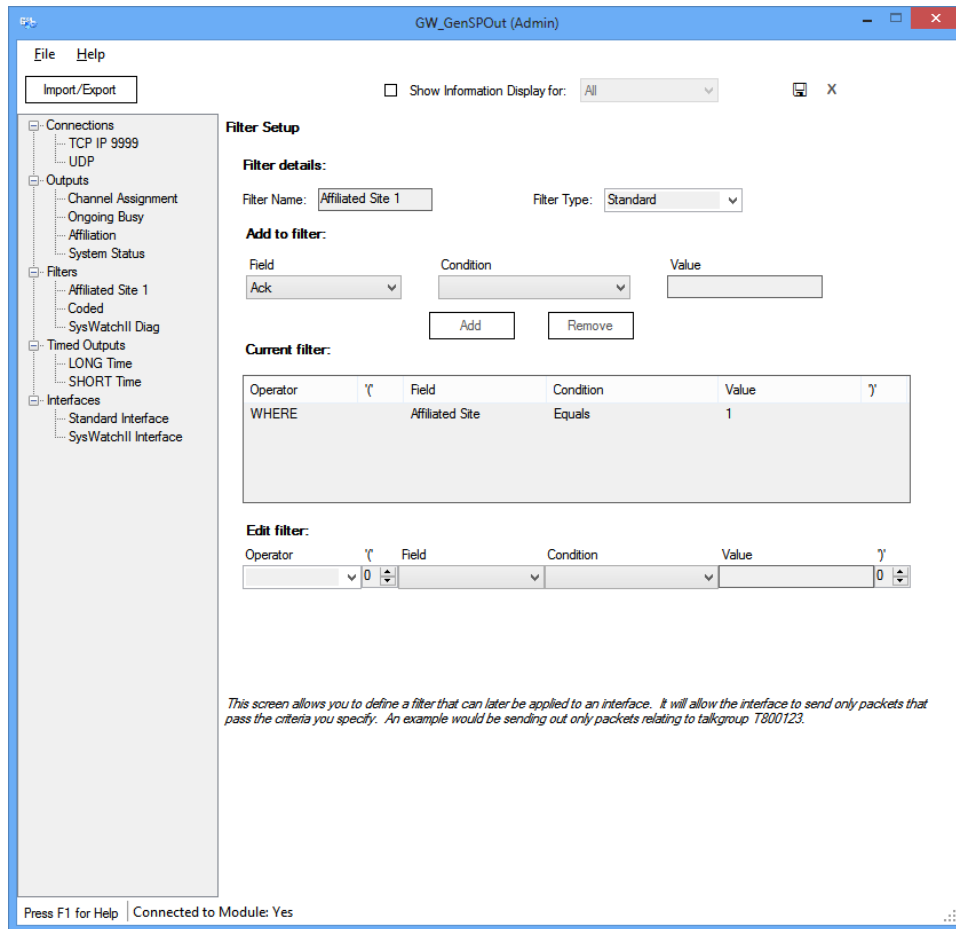 GW_GenSPOut (Admin)
File Help
Import/Export
Show Information Display for: All
X
Connections
TCP IP 9999
UDP
Outputs
Channel Assignment
Ongoing Busy
Affiliation
System Status
Filters
Affiliated Site 1
Coded
SysWatchII Diag
Timed Outputs
LONG Time
SHORT Time
Interfaces
Standard Interface
SysWatchII Interface
Filter Setup
Filter details:
Filter Name: Affiliated Site 1 Filter Type: Standard
Add to filter:
Field Condition Value
Ack
Add Remove
Current filter:
Operator '(' Field Condition Value ')'
WHERE Affiliated Site Equals 1
Edit filter:
Operator '(' Field Condition Value ')'
0 0
This screen allows you to define a filter that can later be applied to an interface. It will allow the interface to send only packets that
pass the criteria you specify. An example would be sending out only packets relating to talkgroup T800123.
Press F1 for Help Connected to Module: Yes